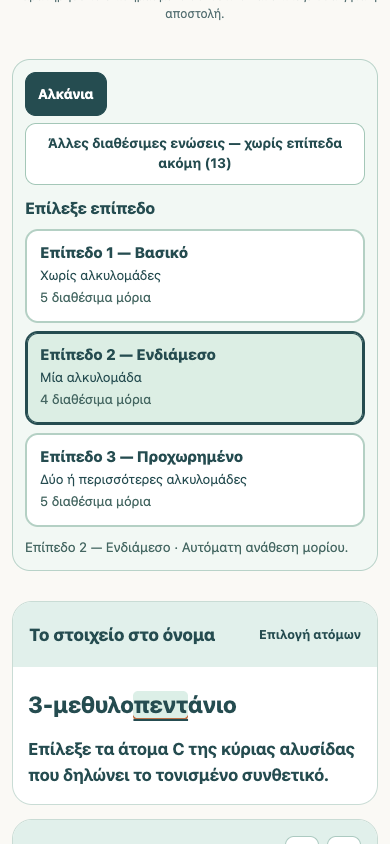 αποστολή.
Αλκάνια
Άλλες διαθέσιμες ενώσεις — χωρίς επίπεδα
ακόμη (13)
Επίλεξε επίπεδο
Επίπεδο 1 — Βασικό
Χωρίς αλκυλομάδες
5 διαθέσιμα μόρια
Επίπεδο 2 — Ενδιάμεσο
Μία αλκυλομάδα
4 διαθέσιμα μόρια
Επίπεδο 3 — Προχωρημένο
Δύο ή περισσότερες αλκυλομάδες
5 διαθέσιμα μόρια
Επίπεδο 2 — Ενδιάμεσο · Αυτόματη ανάθεση μορίου.
Το στοιχείο στο όνομα
Επιλογή ατόμων
3-μεθυλοπεντάνιο
Επίλεξε τα άτομα C της κύριας αλυσίδας
που δηλώνει το τονισμένο συνθετικό.